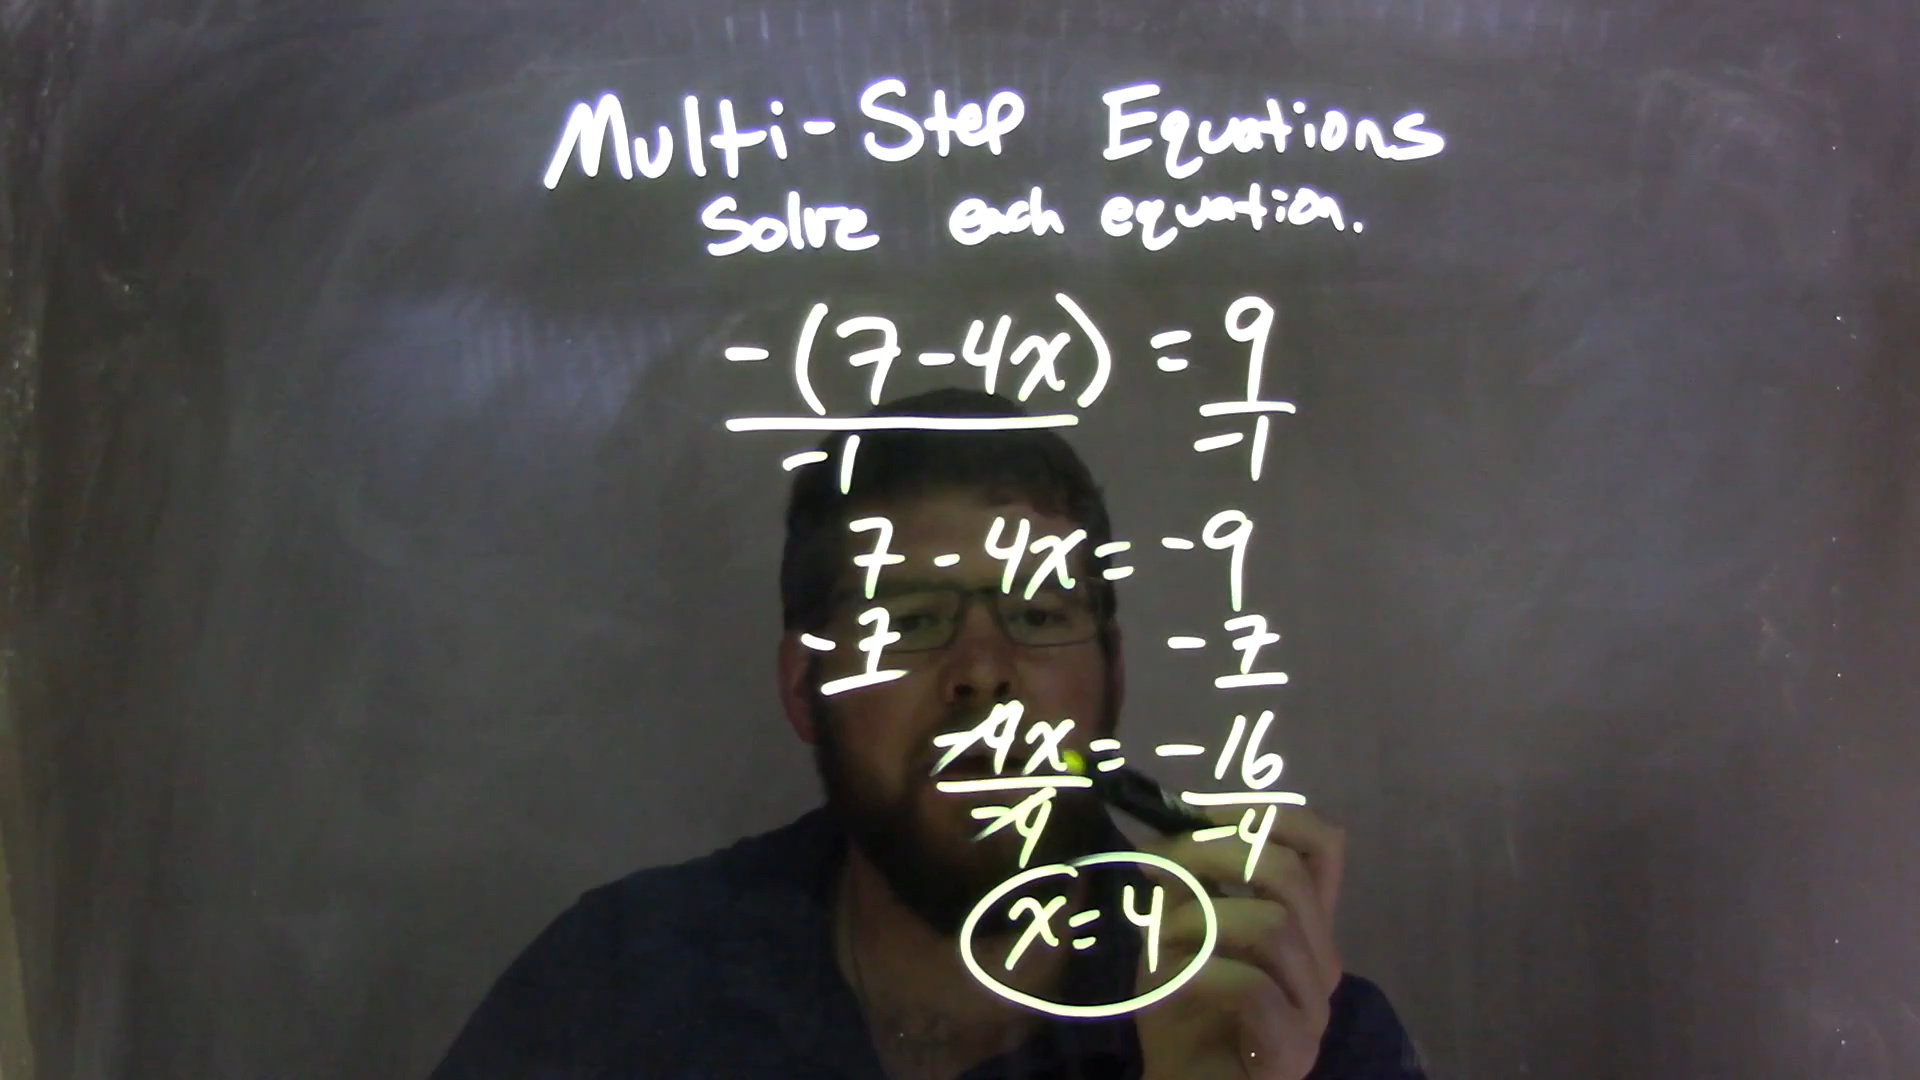 Multi-Step Equations
Solve each equation.
-(7-4x) = 9
-1 -1
7-4x=-9
-7 -7
-4x=-16
-4 -4
x=4